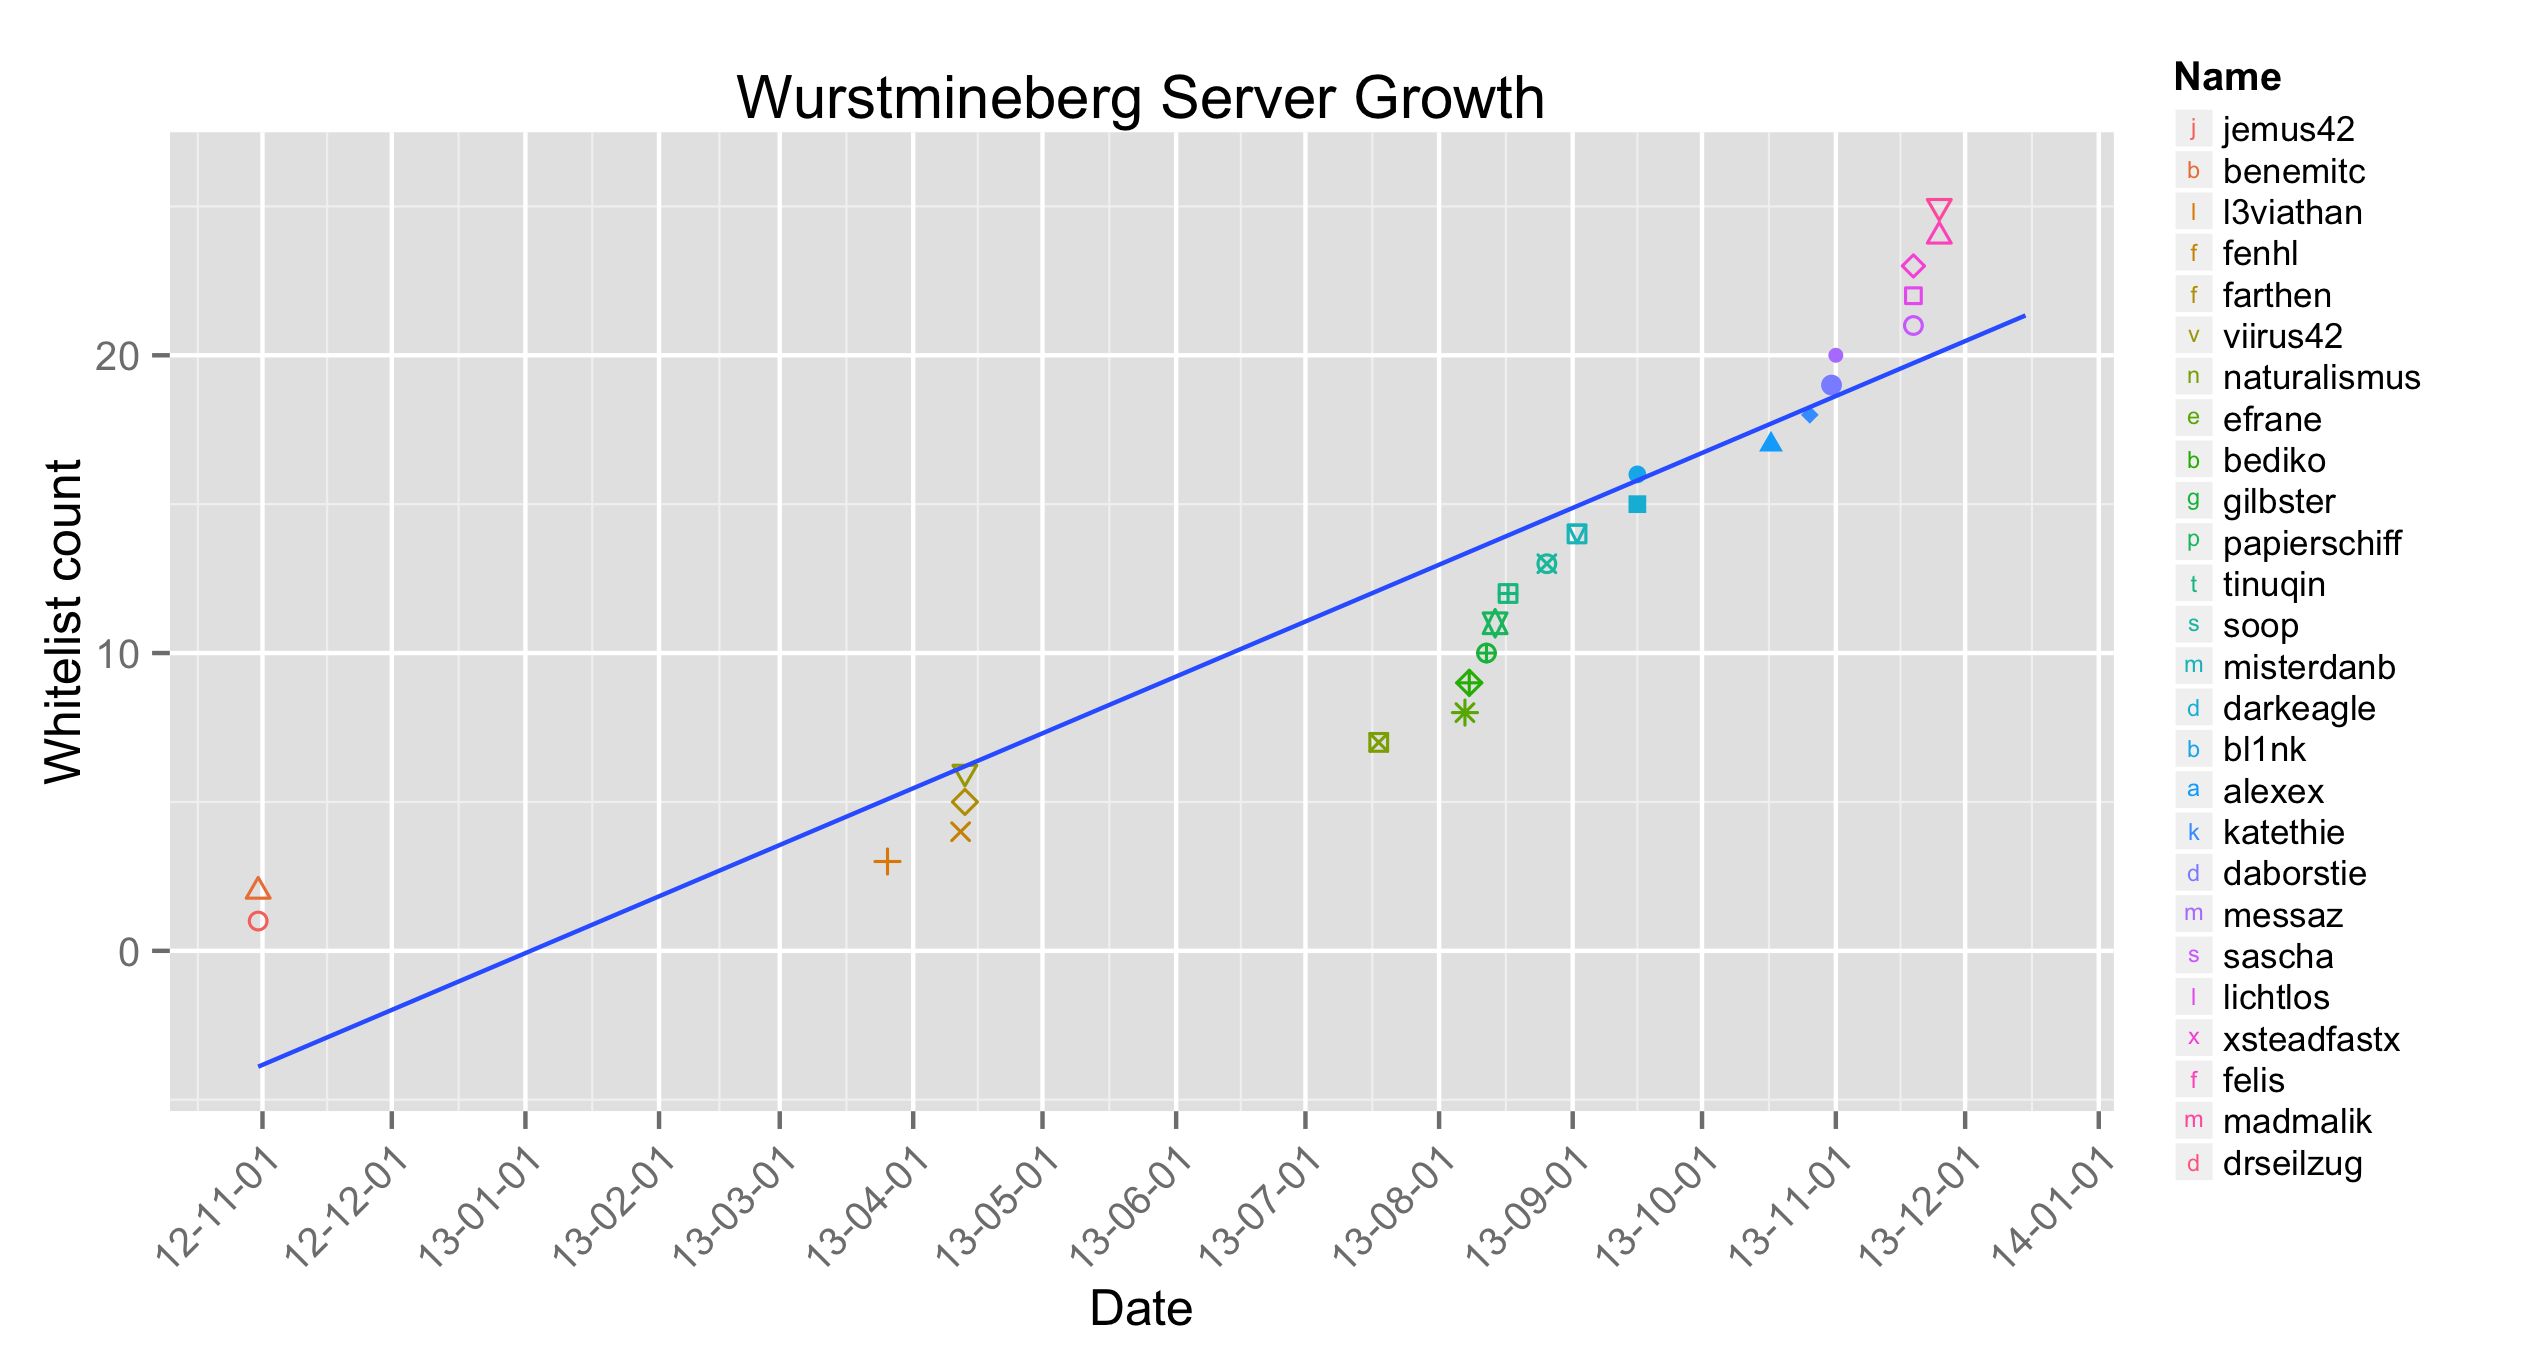 Wurstmineberg Server Growth
Whitelist count
20
10
0
12-11-01
12-12-01
13-01-01
13-02-01
13-03-01
13-04-01
13-05-01
13-06-01
13-07-01
13-08-01
13-09-01
13-10-01
13-11-01
13-12-01
14-01-01
Date
Name
j jemus42
b benemitc
l l3viathan
f fenhl
f farthen
v viirus42
n naturalismus
e efrane
b bediko
g gilbster
p papierschiff
t tinuqin
s soop
m misterdanb
d darkeagle
b bl1nk
a alexex
k katethie
d daborstie
m messaz
s sascha
l lichtlos
x xsteadfastx
f felis
m madmalik
d drseilzug